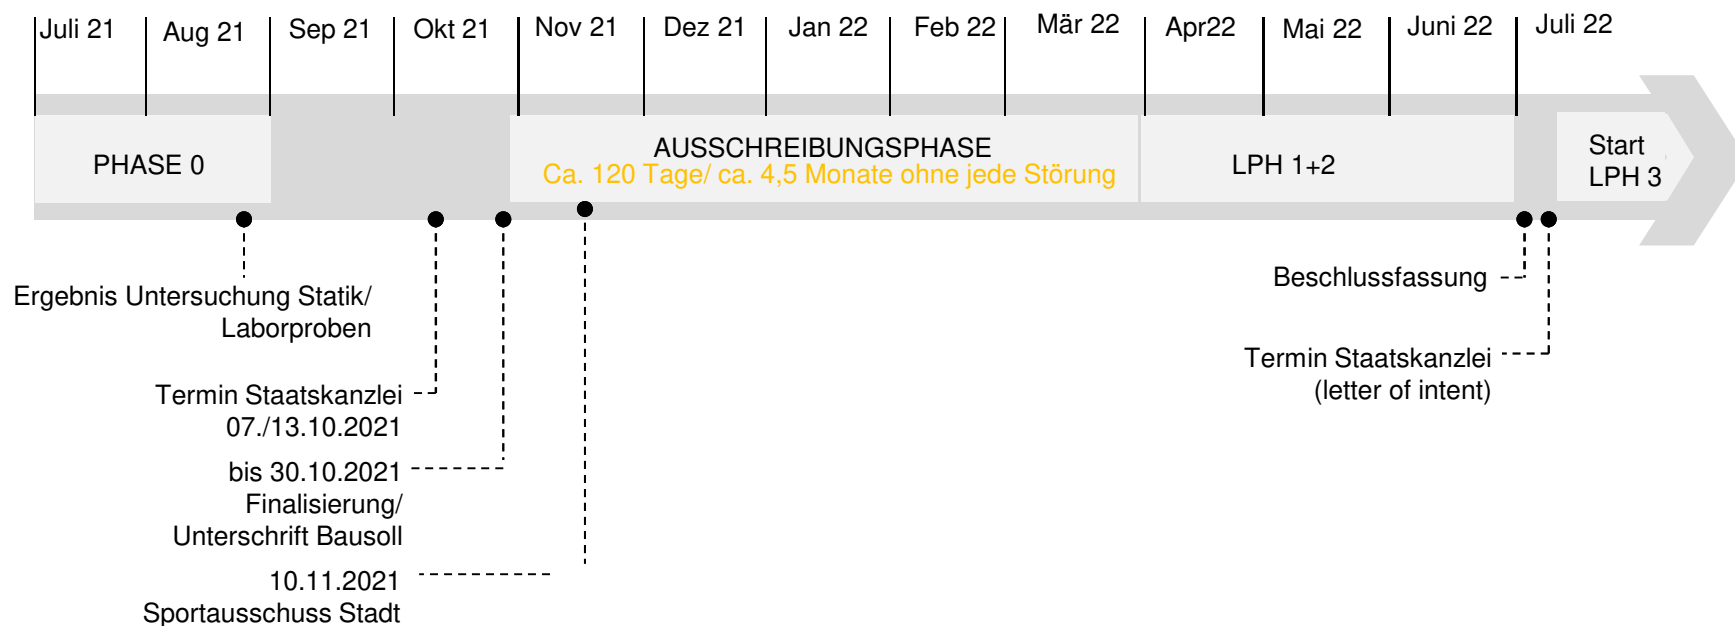 Juli 21
Aug 21
Sep 21
Okt 21
Nov 21
Dez 21
Jan 22
Feb 22
Mär 22
Apr22
Mai 22
Juni 22
Juli 22
PHASE 0
AUSSCHREIBUNGSPHASE
Ca. 120 Tage/ ca. 4,5 Monate ohne jede Störung
LPH 1+2
Start
LPH 3
Ergebnis Untersuchung Statik/
Laborproben
Termin Staatskanzlei
07./13.10.2021
bis 30.10.2021
Finalisierung/
Unterschrift Bausoll
10.11.2021
Sportausschuss Stadt
Beschlussfassung
Termin Staatskanzlei
(letter of intent)